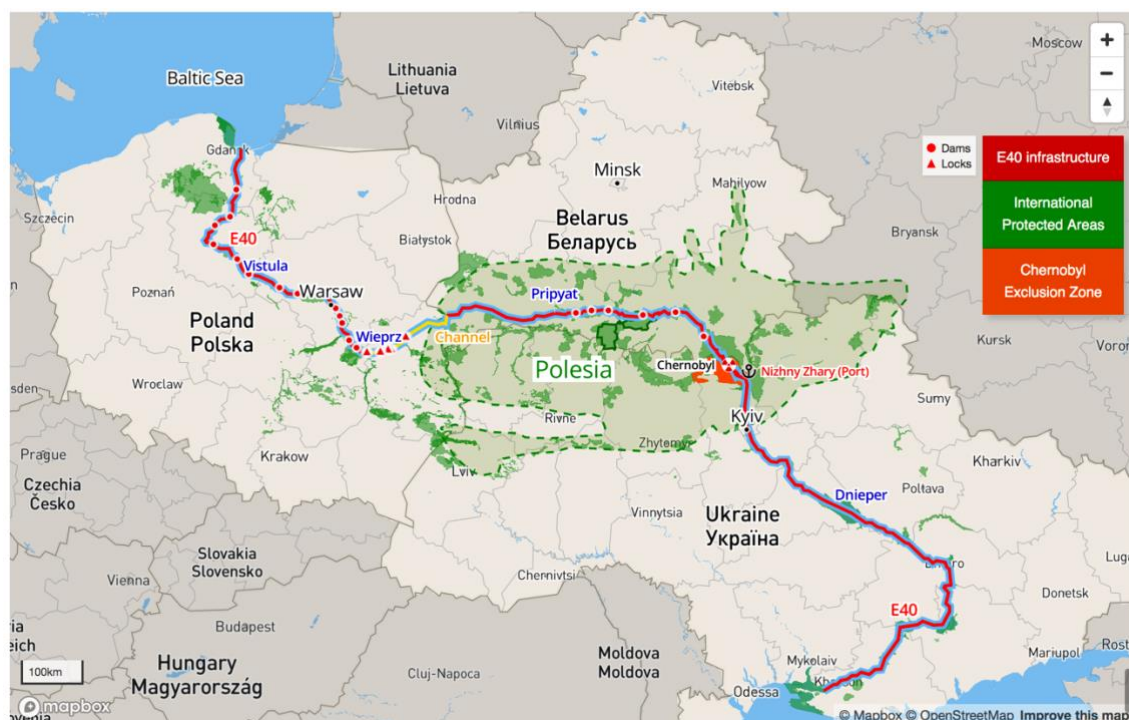 Moscow
Baltic Sea
Lithuania
Lietuva
Vitebsk
Vilnius
Gdańsk
Dams
Locks
E40 infrastructure
International
Protected Areas
Chernobyl
Exclusion Zone
Minsk
Mahilyow
Hrodna
Szczecin
Belarus
Беларусь
Bryansk
E40
Białystok
Vistula
Warsaw
Pripyat
Poznań
Poland
Polska
Wieprz
Channel
Kursk
Polesia
Chernobyl
Nizhny Zhary (Port)
Wroclaw
Sumy
Kyiv
Rivne
Zhytomyr
Krakow
Lviv
Prague
Czechia
Česko
Kharkiv
Dnieper
Poltava
Vinnytsia
Ukraine
Україна
Slovakia
Slovensko
Vienna
Chernivtsi
Donetsk
E40
Budapest
Hungary
Magyarország
Cluj-Napoca
Moldova
Moldova
Mykolaiv
Mariupol
Odessa
100km
mapbox
© Mapbox © OpenStreetMap Improve this map